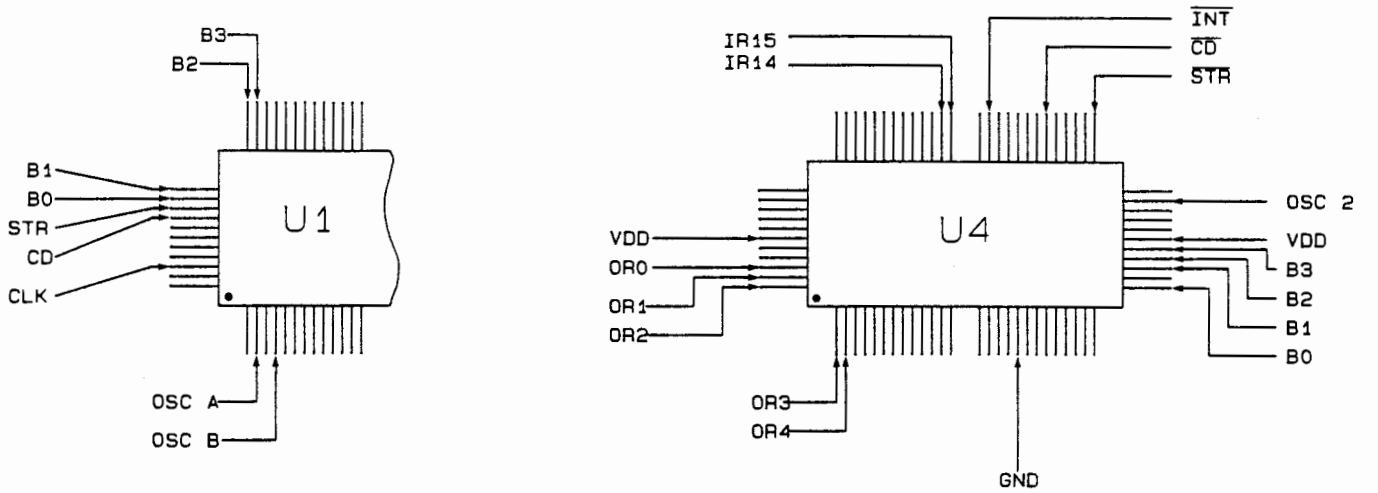 B3
B2
B1
B0
STR
CD
CLK
U1
OSC A
OSC B
IR15
IR14
INT
CD
STR
VDD
OR0
OR1
OR2
U4
OSC 2
VDD
B3
B2
B1
B0
OR3
OR4
GND